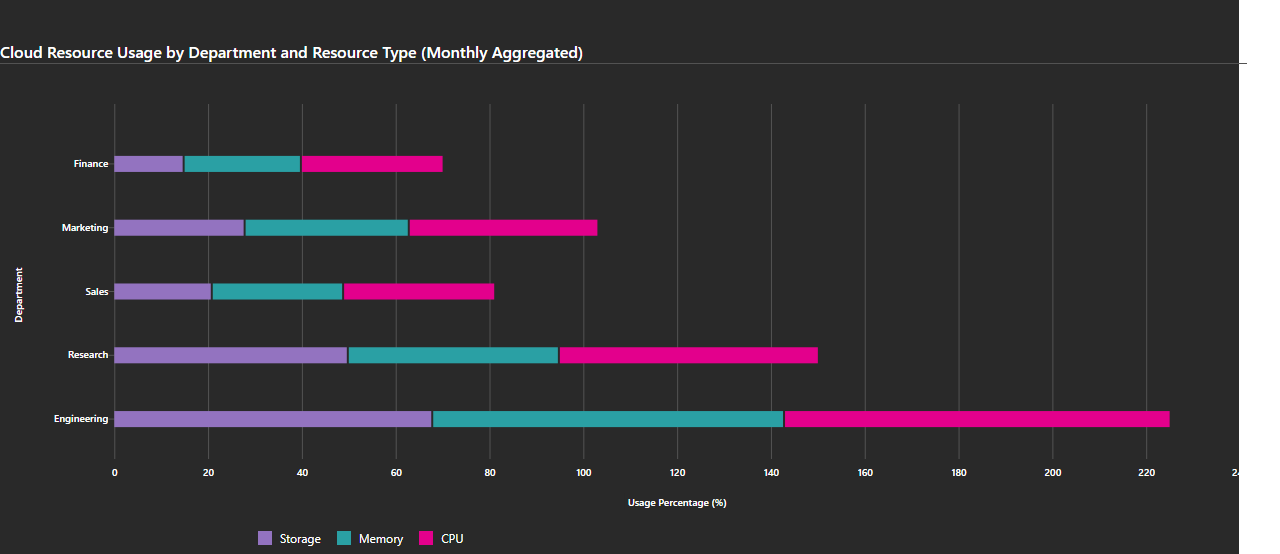 Cloud Resource Usage by Department and Resource Type (Monthly Aggregated)
Finance
Marketing
Sales
Research
Engineering
Department
0 20 40 60 80 100 120 140 160 180 200 220
Usage Percentage (%)
Storage Memory CPU